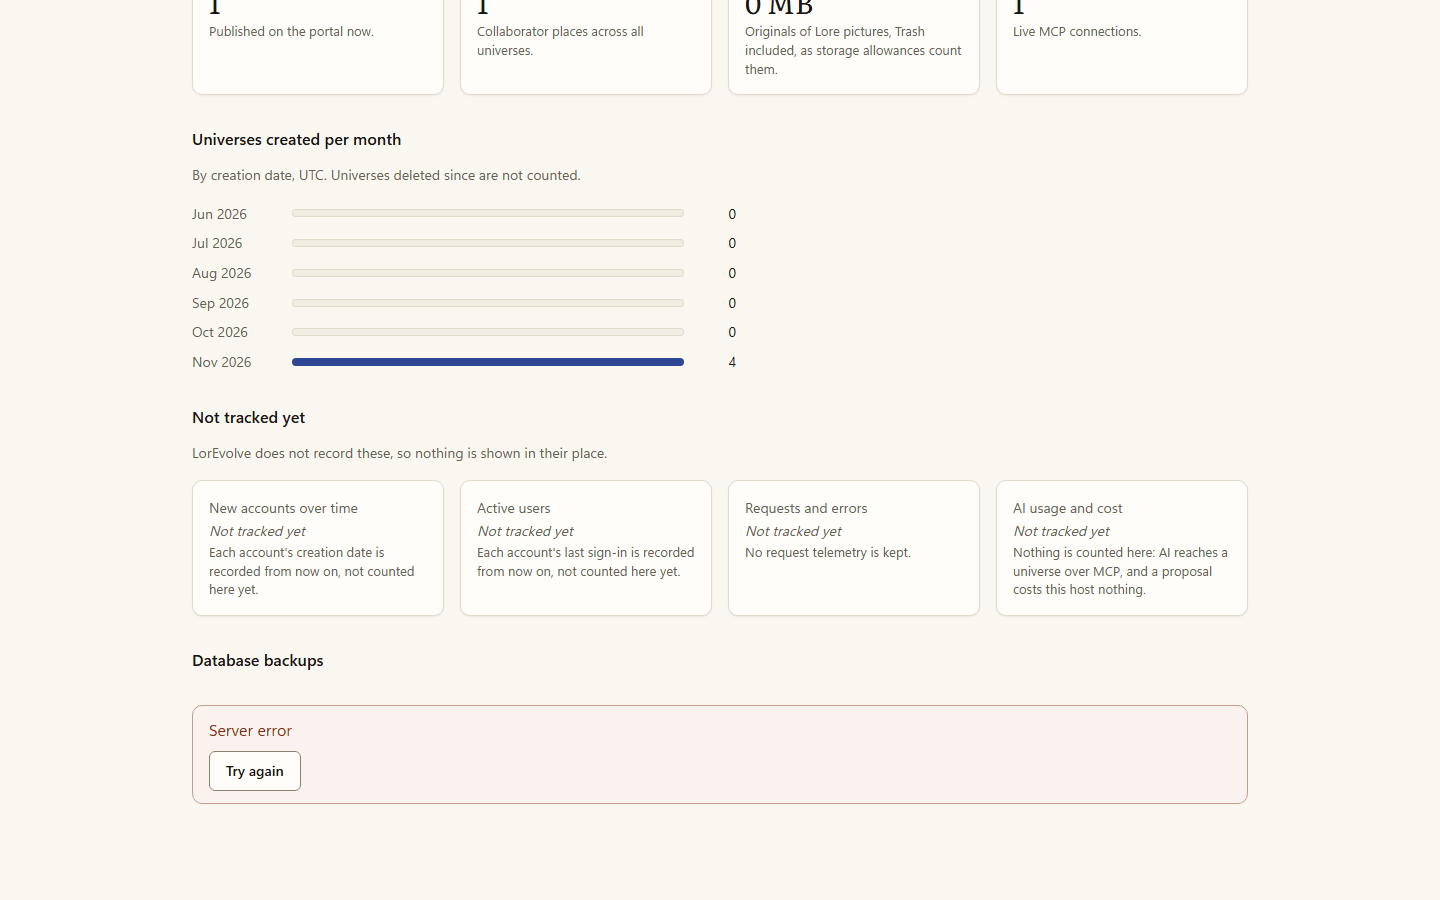 1
1
0 MB
1
Published on the portal now.
Collaborator places across all
universes.
Originals of Lore pictures, Trash
included, as storage allowances count
them.
Live MCP connections.
Universes created per month
By creation date, UTC. Universes deleted since are not counted.
Jun 2026 0
Jul 2026 0
Aug 2026 0
Sep 2026 0
Oct 2026 0
Nov 2026 4
Not tracked yet
LorEvolve does not record these, so nothing is shown in their place.
New accounts over time
Not tracked yet
Each account's creation date is
recorded from now on, not counted
here yet.
Active users
Not tracked yet
Each account's last sign-in is recorded
from now on, not counted here yet.
Requests and errors
Not tracked yet
No request telemetry is kept.
AI usage and cost
Not tracked yet
Nothing is counted here: AI reaches a
universe over MCP, and a proposal
costs this host nothing.
Database backups
Server error
Try again